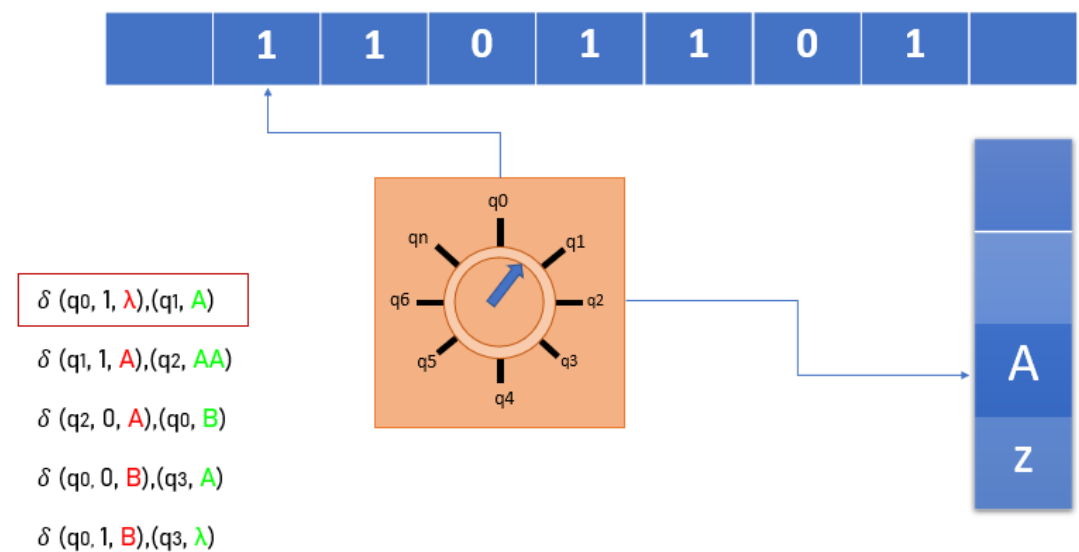 1 1 0 1 1 0 1
q0
qn q1
q6 q2
q5 q3
q4
A
z
δ (q0, 1, λ),(q1, A)
δ (q1, 1, A),(q2, AA)
δ (q2, 0, A),(q0, B)
δ (q0, 0, B),(q3, A)
δ (q0, 1, B),(q3, λ)